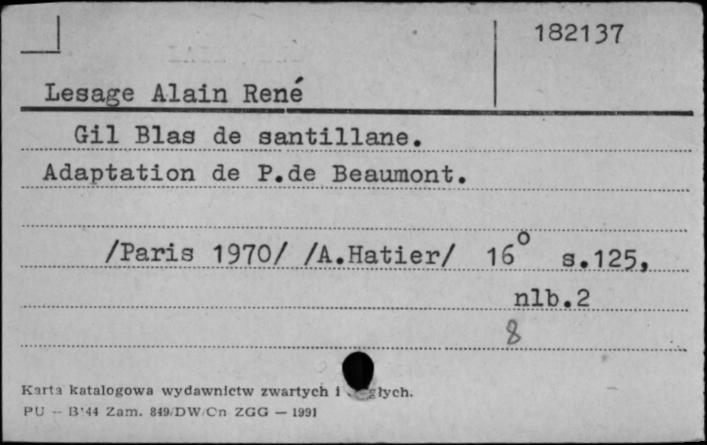 182137
Lesage Alain René
Gil Blas de santillane.
Adaptation de P.de Beaumont.
/Paris 1970/ /A.Hatier/ 16° s.125,
nlb.2
8
Karta katalogowa wydawnictw zwartych i
PU — B'44 Zam. 849/DW/Cn ZGG — 1991